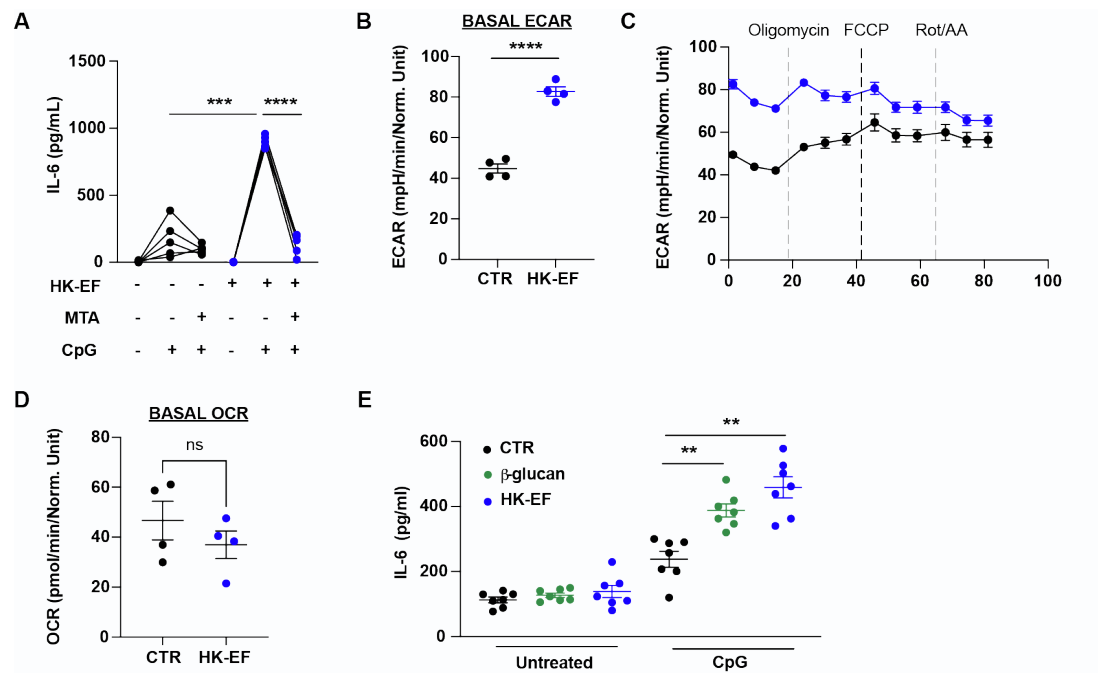 A
IL-6 (pg/mL)
1500
1000
500
0
***
****
HK-EF - - - + + +
MTA - - + - - +
CpG - + + - + +
B
BASAL ECAR
****
ECAR (mpH/min/Norm. Unit)
100
80
60
40
20
0
CTR HK-EF
C
Oligomycin FCCP Rot/AA
ECAR (mpH/min/Norm. Unit)
100
80
60
40
20
0
0 20 40 60 80 100
D
BASAL OCR
ns
OCR (pmol/min/Norm. Unit)
80
60
40
20
0
CTR HK-EF
E
IL-6 (pg/ml)
600
400
200
0
CTR
β-glucan
HK-EF
**
**
Untreated CpG